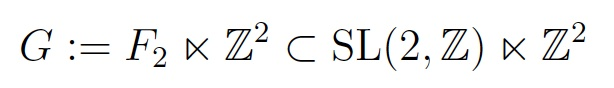 G := F₂ ⋉ ℤ² ⊂ SL(2, ℤ) ⋉ ℤ²